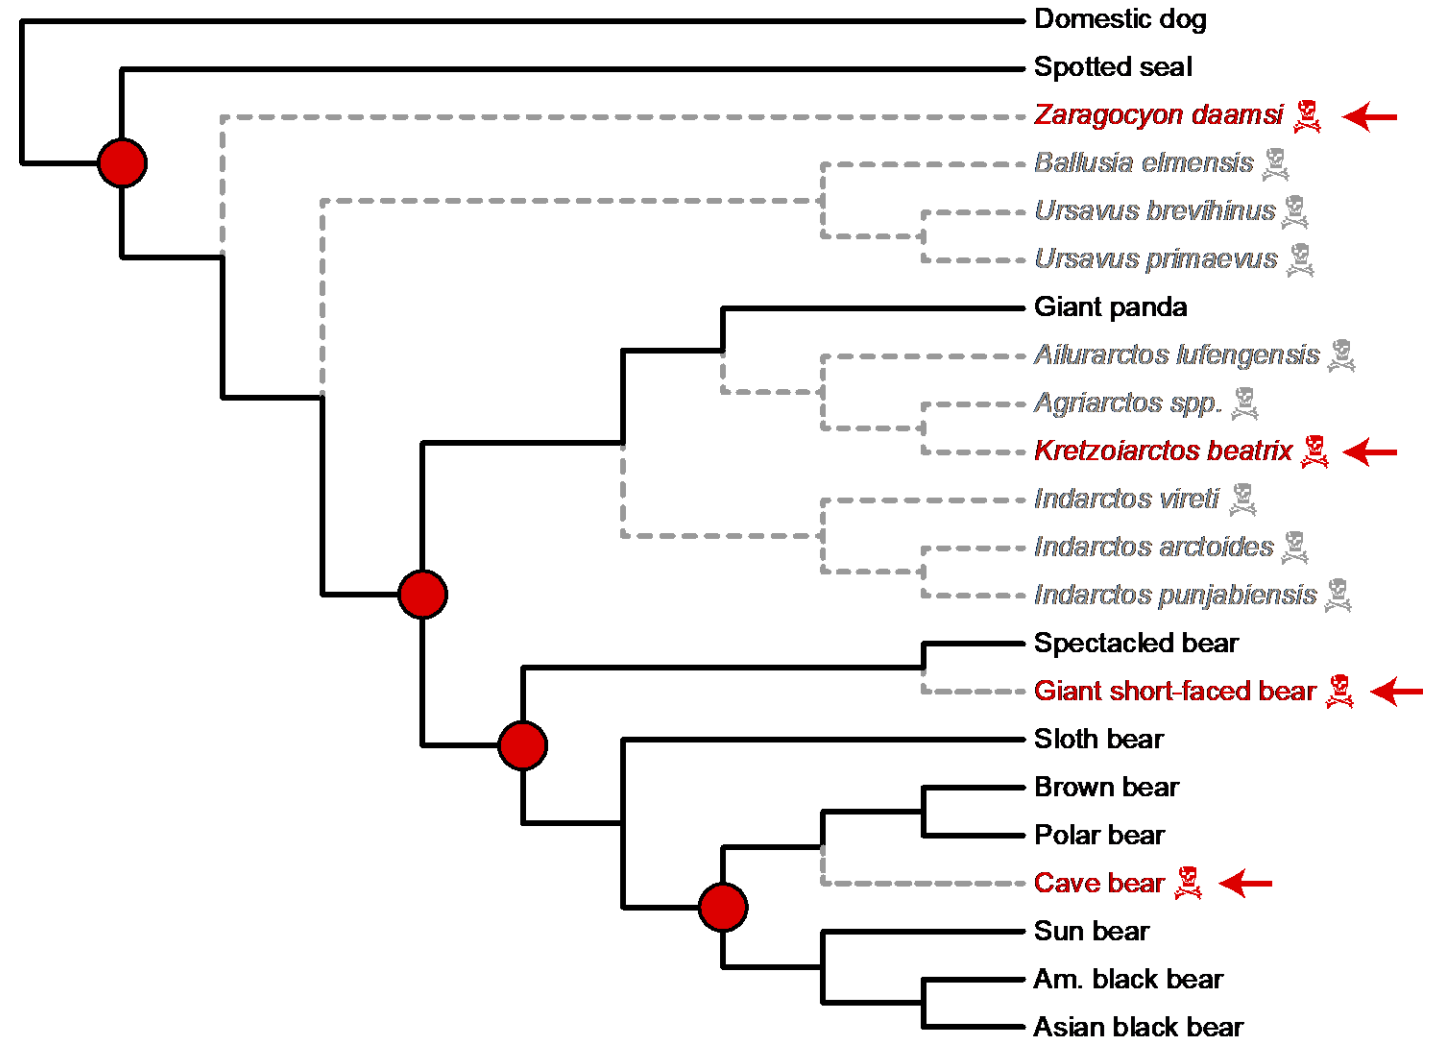 Domestic dog
Spotted seal
Zaragocyon daamsi
Ballusia elmensis
Ursavus brevihinus
Ursavus primaevus
Giant panda
Ailurarctos lufengensis
Agriarctos spp.
Kretzoiarctos beatrix
Indarctos vireti
Indarctos arctoides
Indarctos punjabiensis
Spectacled bear
Giant short-faced bear
Sloth bear
Brown bear
Polar bear
Cave bear
Sun bear
Am. black bear
Asian black bear